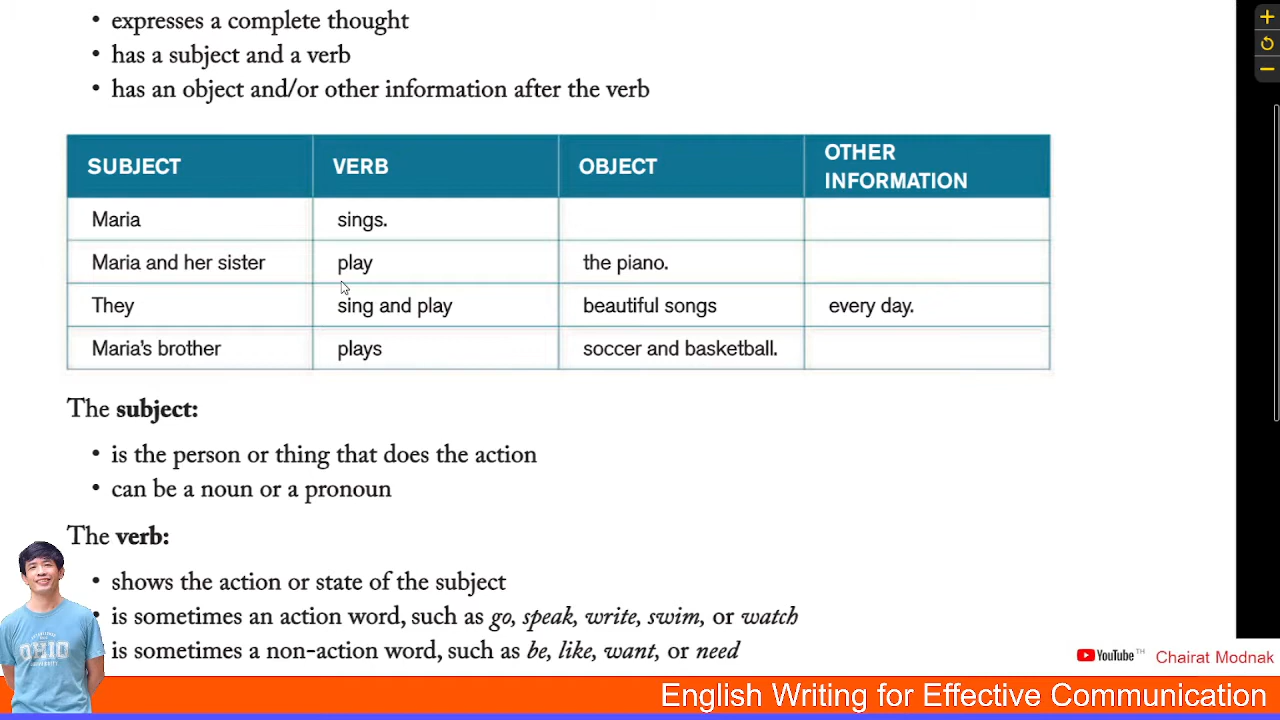 • expresses a complete thought
• has a subject and a verb
• has an object and/or other information after the verb
SUBJECT VERB OBJECT OTHER INFORMATION
Maria sings.
Maria and her sister play the piano.
They sing and play beautiful songs every day.
Maria's brother plays soccer and basketball.
The subject:
• is the person or thing that does the action
• can be a noun or a pronoun
The verb:
• shows the action or state of the subject
• is sometimes an action word, such as go, speak, write, swim, or watch
• is sometimes a non-action word, such as be, like, want, or need
OHIO
YouTube TH Chairat Modnak
English Writing for Effective Communication